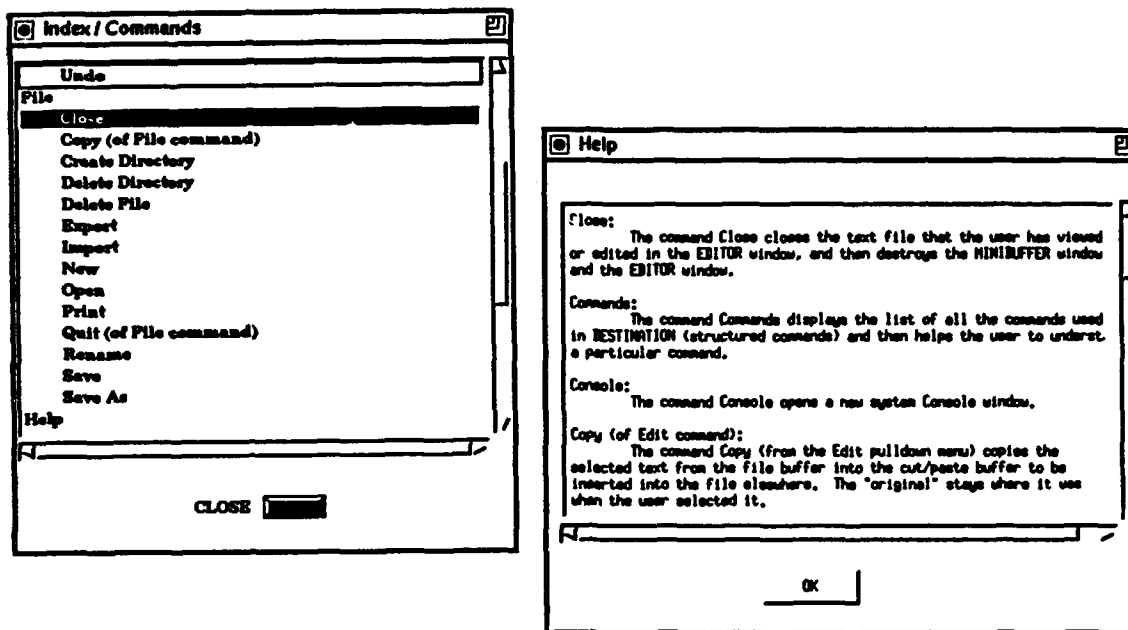 Index / Commands
Undo
File
Close
Copy (of File command)
Create Directory
Delete Directory
Delete File
Export
Import
New
Open
Print
Quit (of File command)
Rename
Save
Save As
Help
CLOSE
Help
Close:
The command Close closes the text file that the user has viewed
or edited in the EDITOR window, and then destroys the MINIBUFFER window
and the EDITOR window.
Commands:
The command Commands displays the list of all the commands used
in DESTINATION (structured commands) and then helps the user to underst
a particular command.
Console:
The command Console opens a new system Console window.
Copy (of Edit command):
The command Copy (from the Edit pulldown menu) copies the
selected text from the file buffer into the cut/paste buffer to be
inserted into the file elsewhere. The "original" stays where it was
when the user selected it.
OK